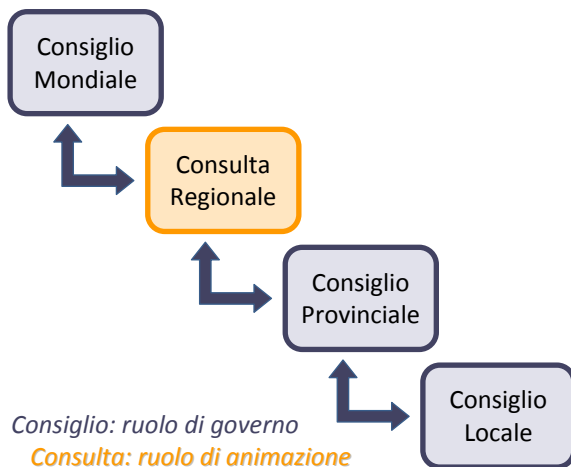 Consiglio
Mondiale
Consulta
Regionale
Consiglio
Provinciale
Consiglio
Locale
Consiglio: ruolo di governo
Consulta: ruolo di animazione